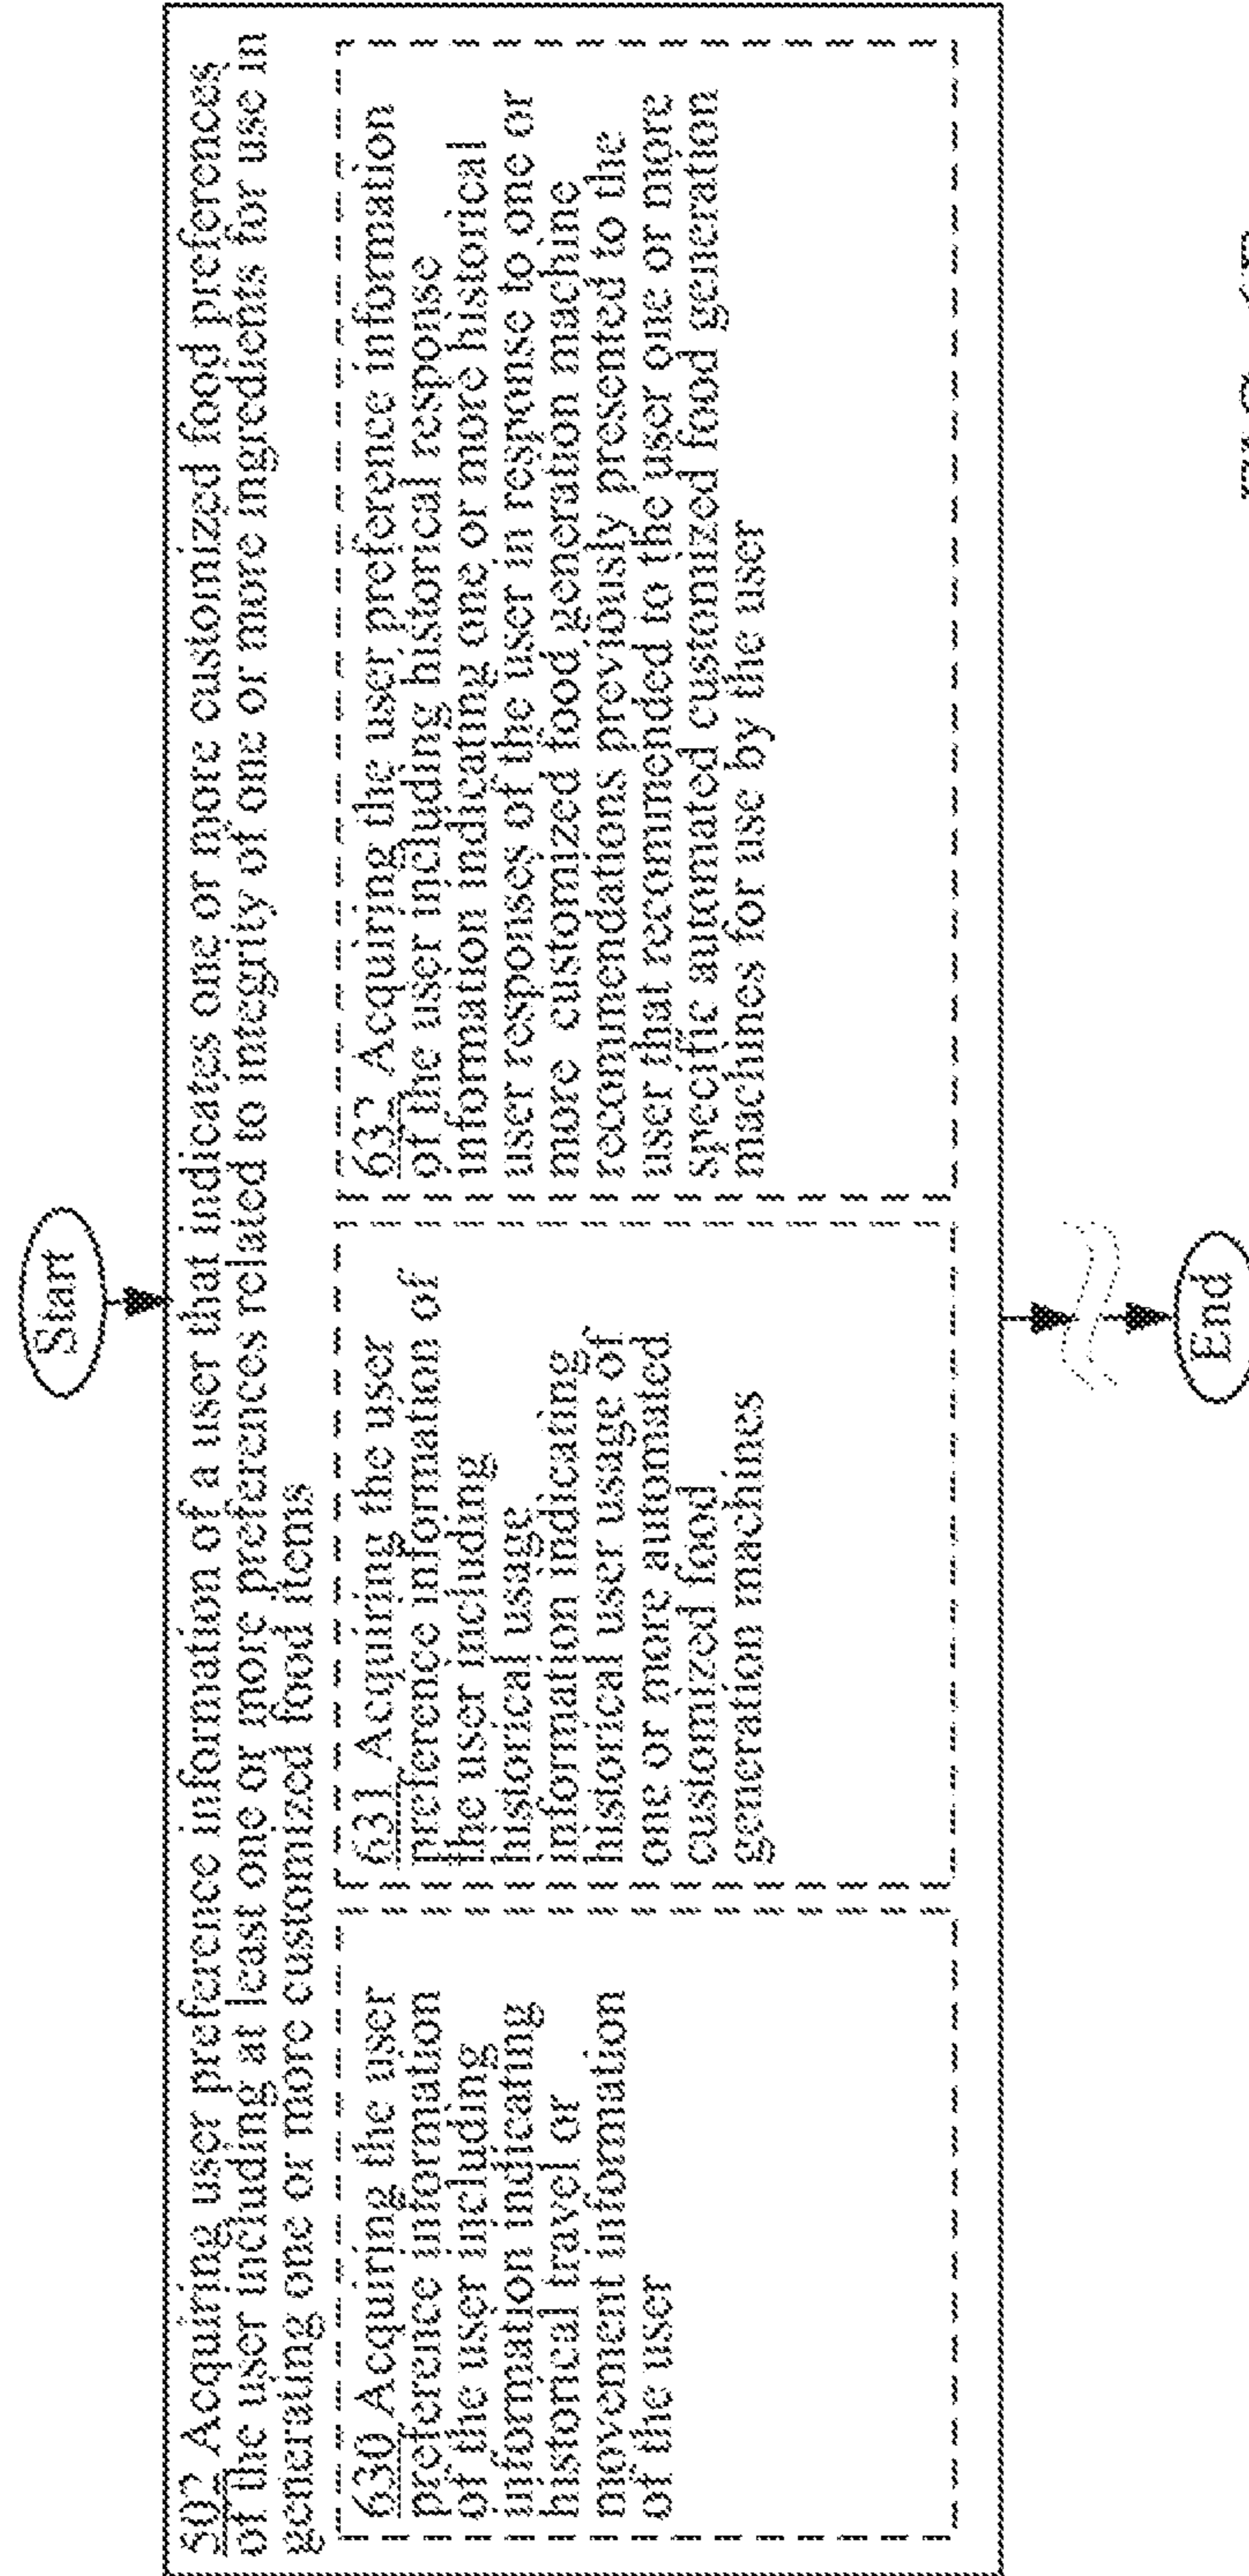 Start
502 Acquiring user preference information of a user that indicates one or more customized food preferences
of the user including at least one or more preferences related to integrity of one or more ingredients for use in
generating one or more customized food items
630 Acquiring the user
preference information
of the user including
information indicating
historical travel or
movement information
of the user
631 Acquiring the user
preference information of
the user including
historical usage
information indicating
historical user usage of
one or more automated
customized food
generation machines
632 Acquiring the user preference information
of the user including historical response
information indicating one or more historical
user responses of the user in response to one or
more customized food generation machine
recommendations previously presented to the
user that recommended to the user one or more
specific automated customized food generation
machines for use by the user
End